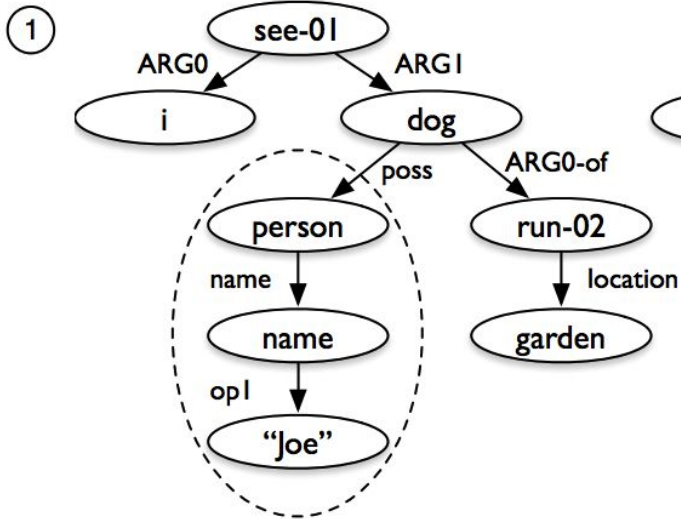 1
see-01
ARG0 ARG1
i dog
poss ARG0-of
person run-02
name location
name garden
op1
“Joe”